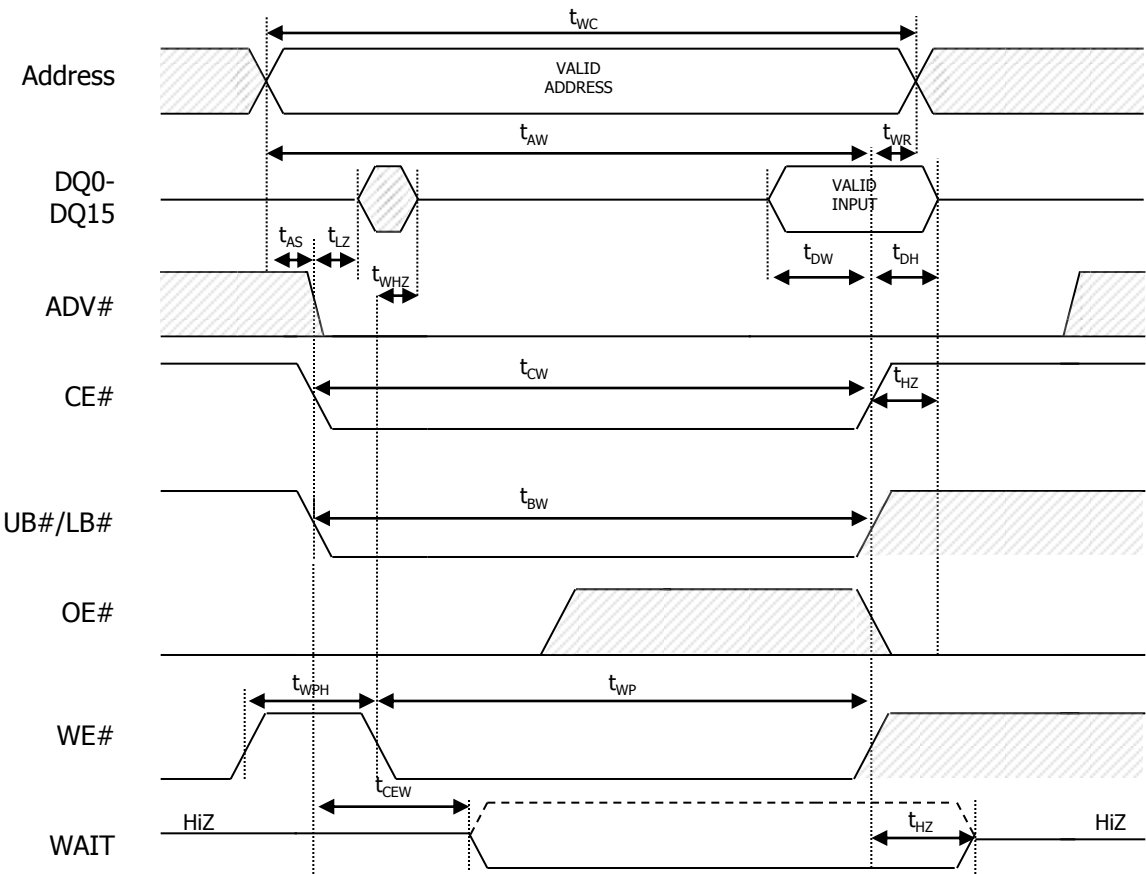 tWC
Address
VALID
ADDRESS
tAW
tWR
DQ0-
DQ15
VALID
INPUT
tAS
tLZ
tDW
tDH
tWHZ
ADV#
tCW
tHZ
CE#
tBW
UB#/LB#
OE#
tWPH
tWP
WE#
tCEW
HiZ
tHZ
HiZ
WAIT